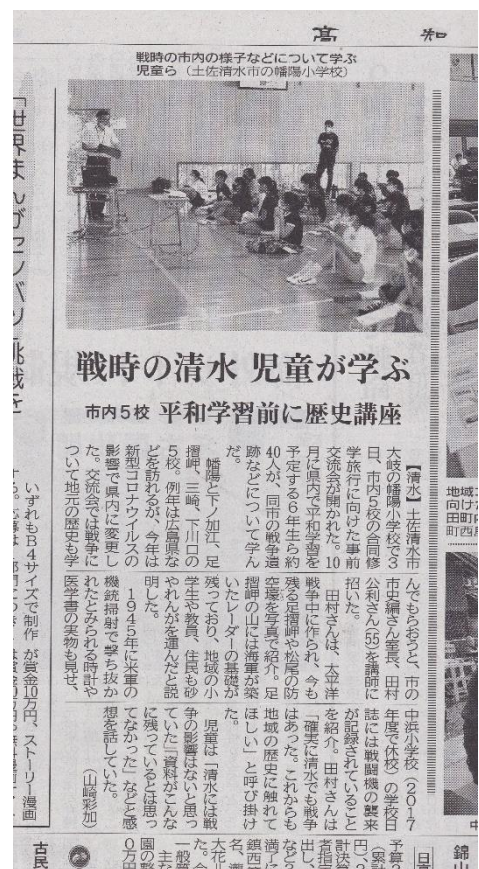 高知
戦時の市内の様子などについて学ぶ
児童ら(土佐清水市の幡陽小学校)
戦時の清水 児童が学ぶ
市内5校 平和学習前に歴史講座
【清水】土佐清水市
大岐の幡陽小学校で3
日、市内5校の合同修
学旅行に向けた事前
交流会が開かれた。10
月に県内で平和学習を
予定する6年生ら約
40人が、同市の戦争遺
跡などについて学ん
だ。
幡陽と下ノ加江、足
摺岬、三崎、下川口の
5校。例年は広島県な
どを訪れるが、今年は
新型コロナウイルスの
影響で県内に変更し
た。交流会では戦争に
ついて地元の歴史も学
んでもらおうと、市の
市史編さん室長、田村
公利さん(55)を講師に
招いた。
田村さんは、太平洋
戦争中に作られ、今も
残る足摺岬や松尾の防
空壕を写真で紹介。足
摺岬の山には海軍が築
いたレーダーの基礎が
残っており、地域の小
学生や教員、住民も砂
やれんがを運んだと説
明した。
1945年に米軍の
機銃掃射で撃ち抜か
れたとみられる時計や
医学書の実物も見せ、
中浜小学校(2017
年度で休校)の学校日
誌には戦闘機の襲来
が記録されていること
を紹介。田村さんは
「確実に清水でも戦争
はあった。これからも
地域の歴史に触れて
ほしい」と呼び掛け
た。
児童は「清水には戦
争の影響はないと思っ
ていた」「資料がこんな
に残っているとは思っ
てなかった」などと感
想を話していた。
(山崎彩加)
いずれもB4サイズで制作
が賞金10万円、ストーリー漫画
古民
錦山